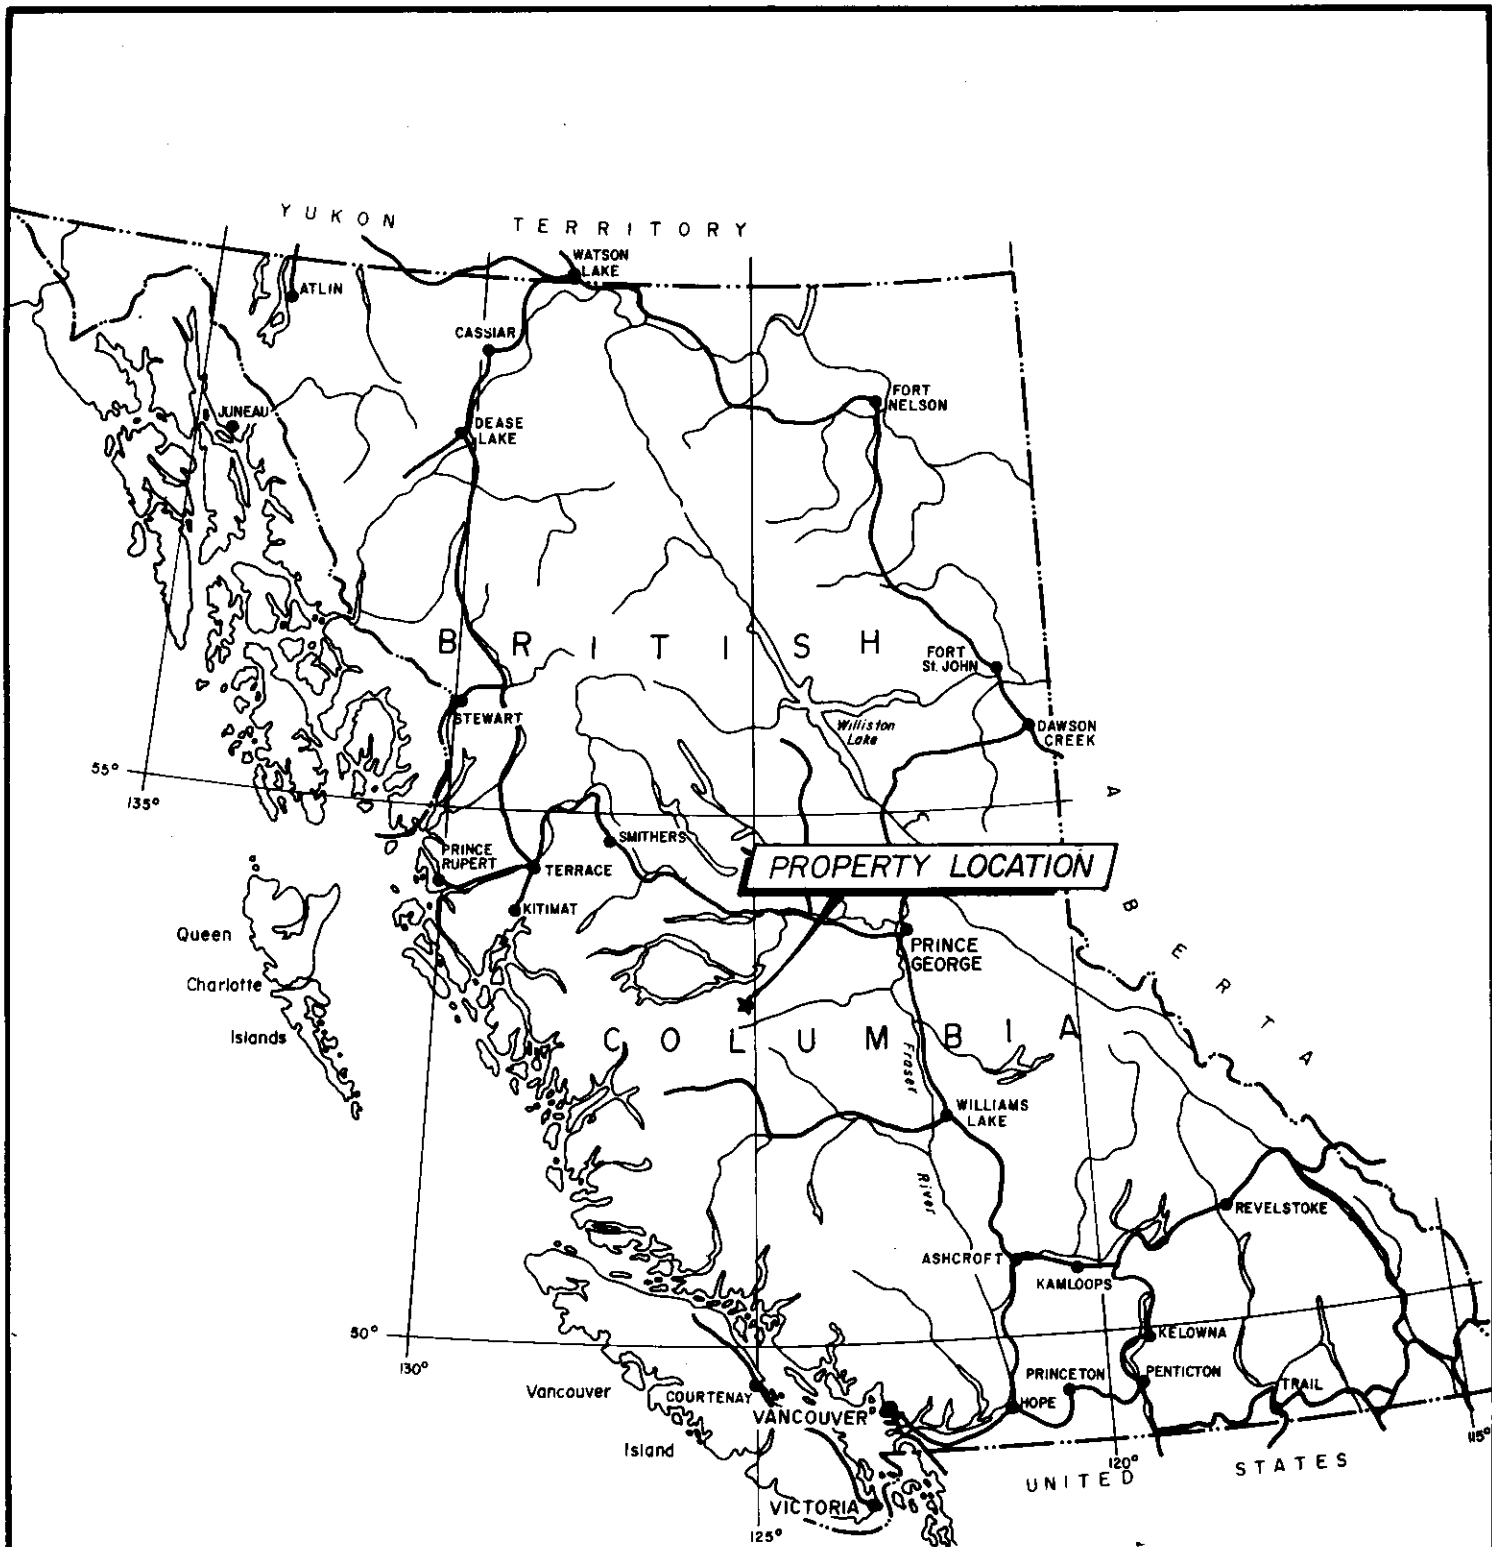 YUKON TERRITORY
WATSON
LAKE
ATLIN
CASSIAR
JUNEAU
DEASE
LAKE
FORT
NELSON
BRITISH
FORT
St. JOHN
STEWART
Williston
Lake
DAWSON
CREEK
55°
135°
ALBERTA
SMITHERS
PRINCE
RUPERT
TERRACE
PROPERTY LOCATION
KITIMAT
Queen
Charlotte
Islands
PRINCE
GEORGE
COLUMBIA
Fraser
River
WILLIAMS
LAKE
REVELSTOKE
ASHCROFT
KAMLOOPS
50°
130°
KELOWNA
PRINCETON
PENTICTON
TRAIL
HOPE
Vancouver
Island
COURTENAY
VANCOUVER
VICTORIA
125°
120°
115°
UNITED STATES